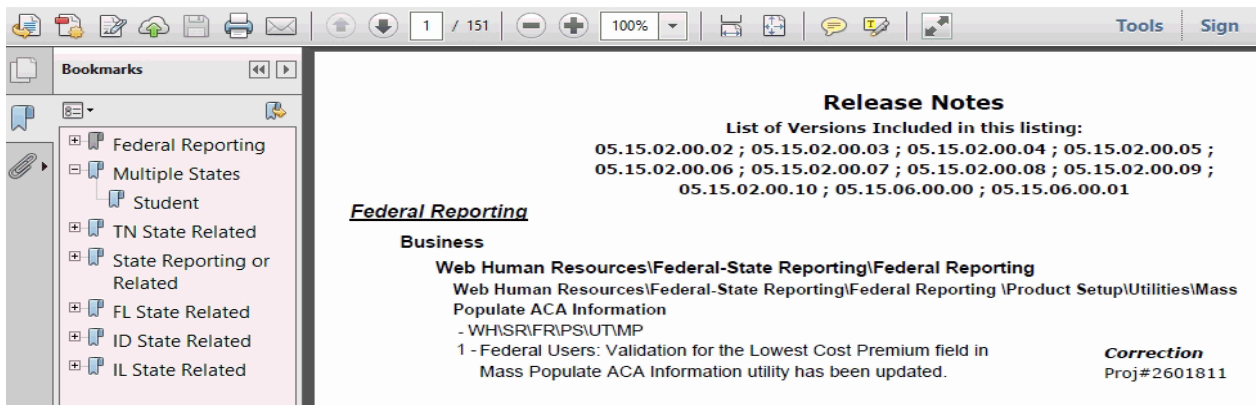 1 / 151
100%
Tools
Sign
Bookmarks
Federal Reporting
Multiple States
Student
TN State Related
State Reporting or
Related
FL State Related
ID State Related
IL State Related
Release Notes
List of Versions Included in this listing:
05.15.02.00.02 ; 05.15.02.00.03 ; 05.15.02.00.04 ; 05.15.02.00.05 ;
05.15.02.00.06 ; 05.15.02.00.07 ; 05.15.02.00.08 ; 05.15.02.00.09 ;
05.15.02.00.10 ; 05.15.06.00.00 ; 05.15.06.00.01
Federal Reporting
Business
Web Human Resources\Federal-State Reporting\Federal Reporting
Web Human Resources\Federal-State Reporting\Federal Reporting \Product Setup\Utilities\Mass
Populate ACA Information
- WH\SR\FR\PS\UT\MP
1 - Federal Users: Validation for the Lowest Cost Premium field in
Mass Populate ACA Information utility has been updated.
Correction
Proj#2601811